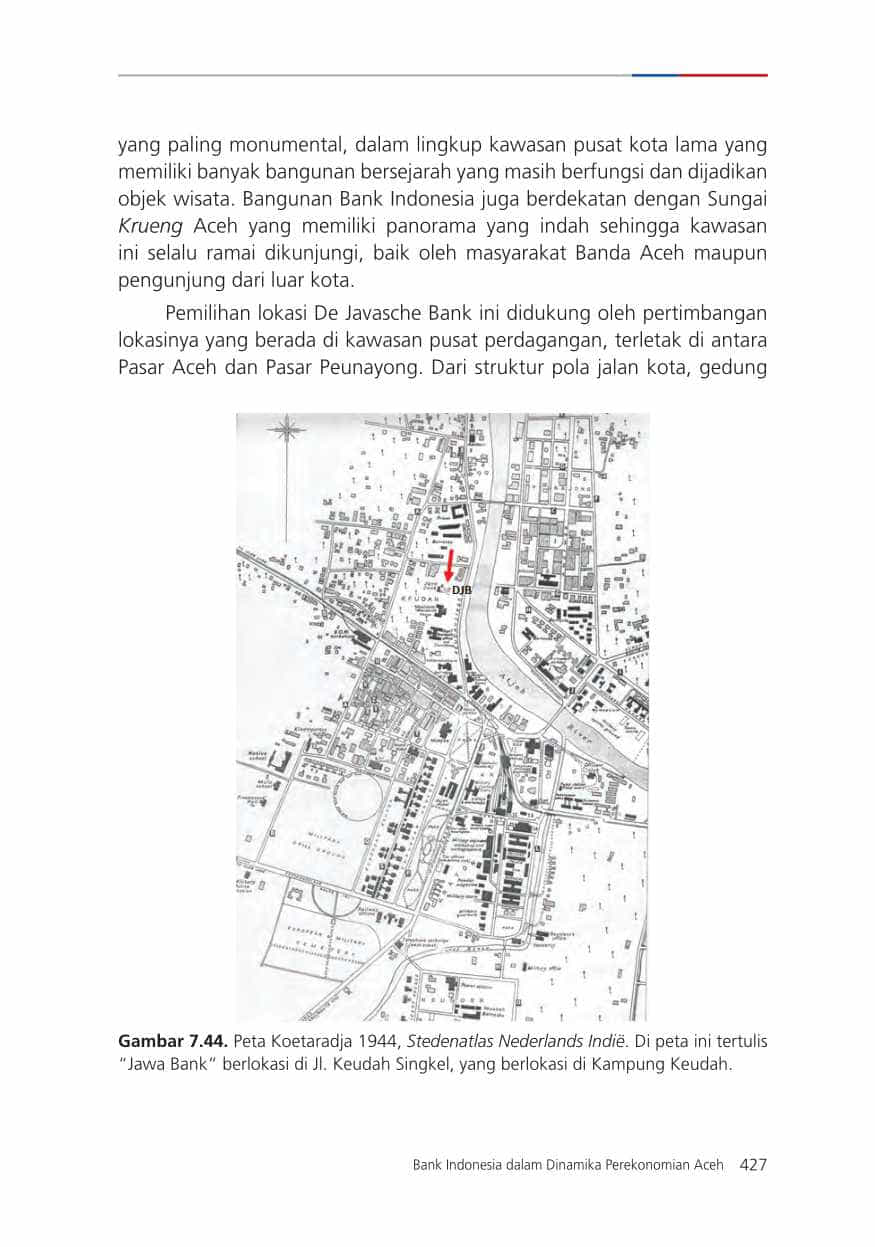 yang paling monumental, dalam lingkup kawasan pusat kota lama yang
memiliki banyak bangunan bersejarah yang masih berfungsi dan dijadikan
objek wisata. Bangunan Bank Indonesia juga berdekatan dengan Sungai
Krueng Aceh yang memiliki panorama yang indah sehingga kawasan
ini selalu ramai dikunjungi, baik oleh masyarakat Banda Aceh maupun
pengunjung dari luar kota.
Pemilihan lokasi De Javasche Bank ini didukung oleh pertimbangan
lokasinya yang berada di kawasan pusat perdagangan, terletak di antara
Pasar Aceh dan Pasar Peunayong. Dari struktur pola jalan kota, gedung
DJB
KEUDAH
Atjeh
River
Kindergarten
Native
school
MILITARY
DRILL GROUND
EUROPEAN & MILITARY
CEMETERY
Military office
Gambar 7.44. Peta Koetaradja 1944, Stedenatlas Nederlands Indië. Di peta ini tertulis
“Jawa Bank” berlokasi di Jl. Keudah Singkel, yang berlokasi di Kampung Keudah.
Bank Indonesia dalam Dinamika Perekonomian Aceh 427